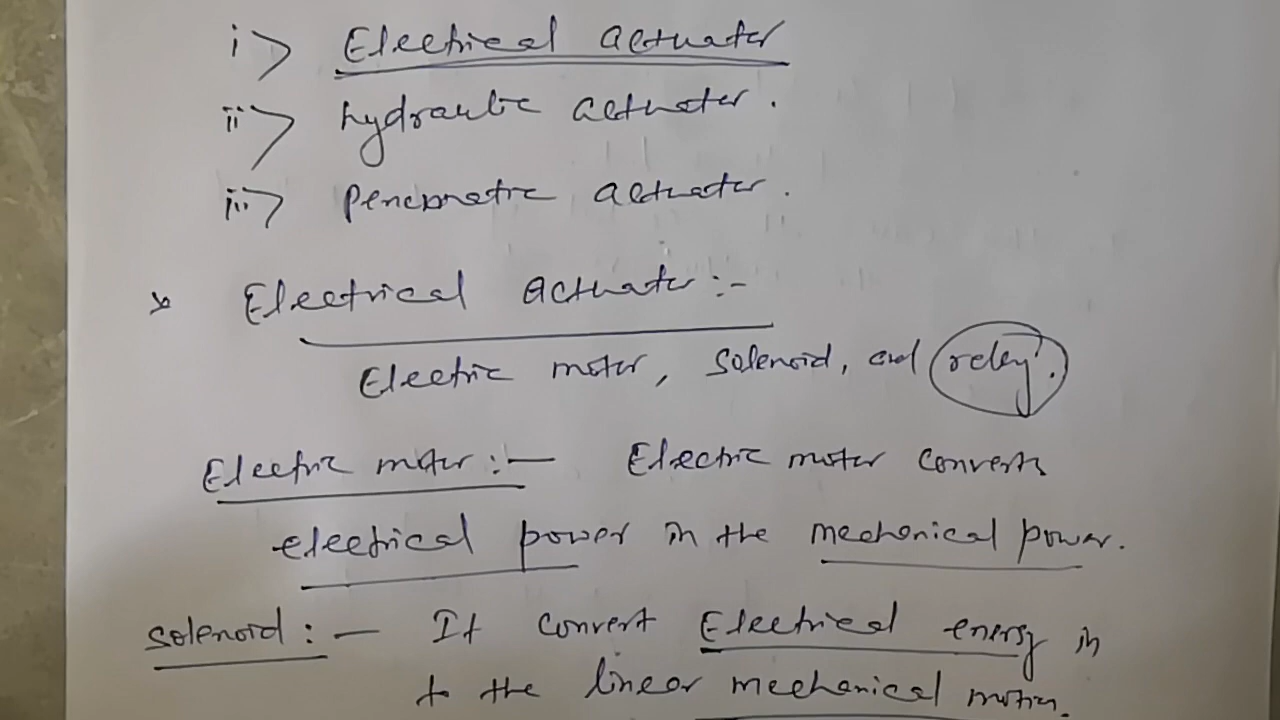 i> Electrical actuator
ii> hydraulic actuator.
iii> Pneumatic actuator.
* Electrical actuator :-
Electric motor, solenoid, and relay.
Electric motor :- Electric motor converts
electrical power in the mechanical power.
solenoid : - It convert Electrical energy in
to the linear mechanical motion.